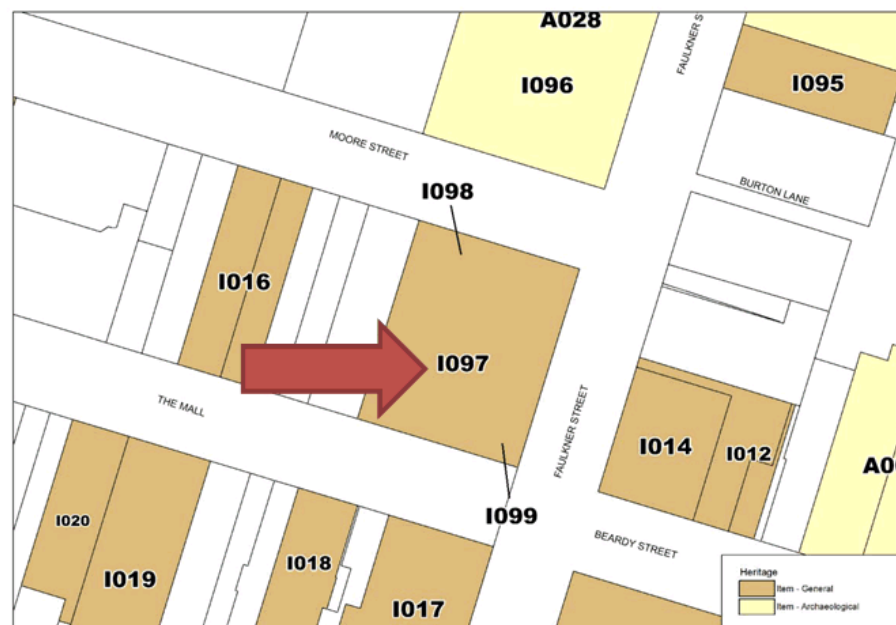 A028
FAULKNER S
I096
I095
MOORE STREET
BURTON LANE
I098
I016
I097
THE MALL
FAULKNER STREET
I014
I012
A0
I099
I020
BEARDY STREET
I018
I019
I017
Heritage
Item - General
Item - Archaeological